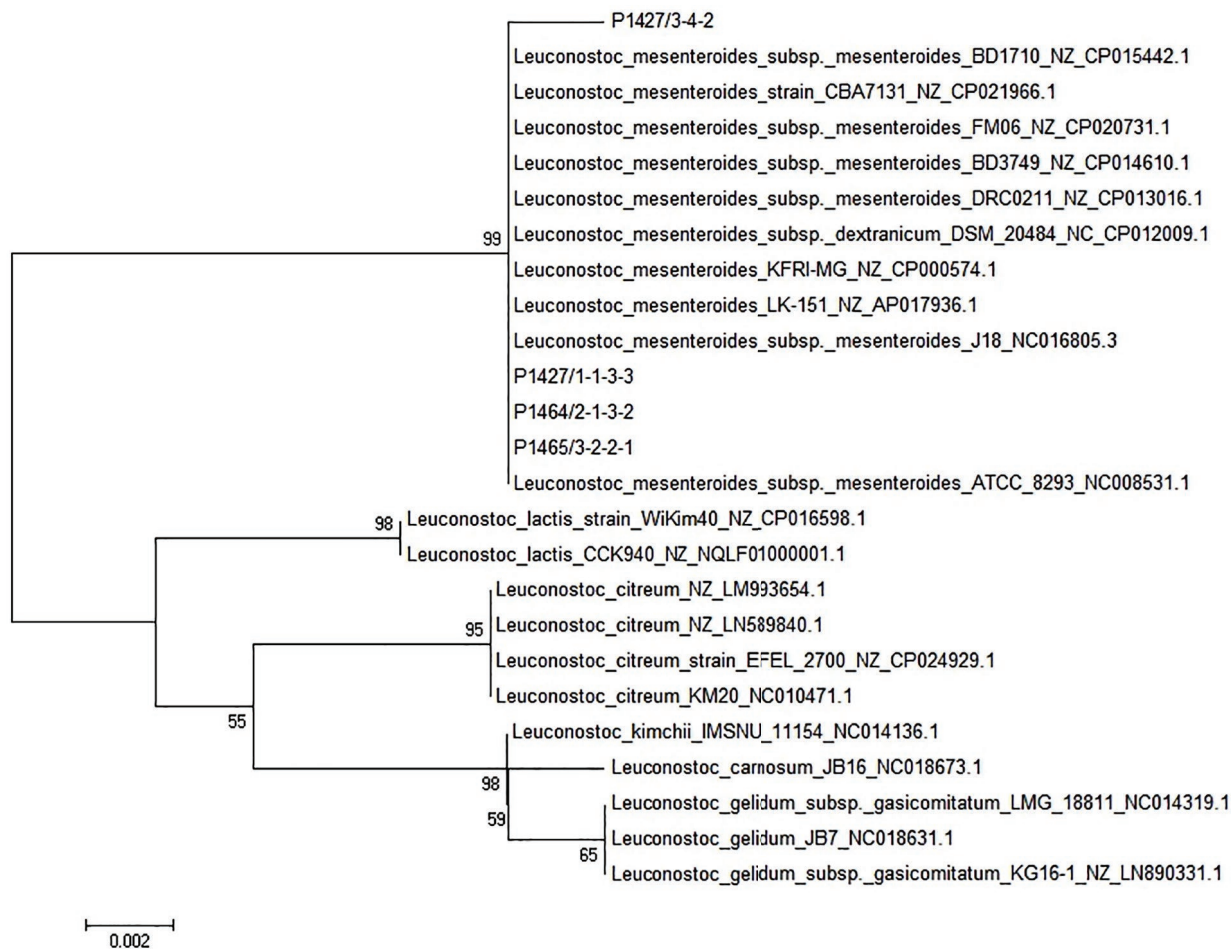 P1427/3-4-2
Leuconostoc_mesenteroides_subsp._mesenteroides_BD1710_NZ_CP015442.1
Leuconostoc_mesenteroides_strain_CBA7131_NZ_CP021966.1
Leuconostoc_mesenteroides_subsp._mesenteroides_FM06_NZ_CP020731.1
Leuconostoc_mesenteroides_subsp._mesenteroides_BD3749_NZ_CP014610.1
Leuconostoc_mesenteroides_subsp._mesenteroides_DRC0211_NZ_CP013016.1
Leuconostoc_mesenteroides_subsp._dextranicum_DSM_20484_NC_CP012009.1
99
Leuconostoc_mesenteroides_KFRI-MG_NZ_CP000574.1
Leuconostoc_mesenteroides_LK-151_NZ_AP017936.1
Leuconostoc_mesenteroides_subsp._mesenteroides_J18_NC016805.3
P1427/1-1-3-3
P1464/2-1-3-2
P1465/3-2-2-1
Leuconostoc_mesenteroides_subsp._mesenteroides_ATCC_8293_NC008531.1
98 Leuconostoc_lactis_strain_WiKim40_NZ_CP016598.1
Leuconostoc_lactis_CCK940_NZ_NQLF01000001.1
Leuconostoc_citreum_NZ_LM993654.1
95 Leuconostoc_citreum_NZ_LN589840.1
Leuconostoc_citreum_strain_EFEL_2700_NZ_CP024929.1
Leuconostoc_citreum_KM20_NC010471.1
55
Leuconostoc_kimchii_IMSNU_11154_NC014136.1
Leuconostoc_carnosum_JB16_NC018673.1
98
Leuconostoc_gelidum_subsp._gasicomitatum_LMG_18811_NC014319.1
59
Leuconostoc_gelidum_JB7_NC018631.1
65
Leuconostoc_gelidum_subsp._gasicomitatum_KG16-1_NZ_LN890331.1
0.002